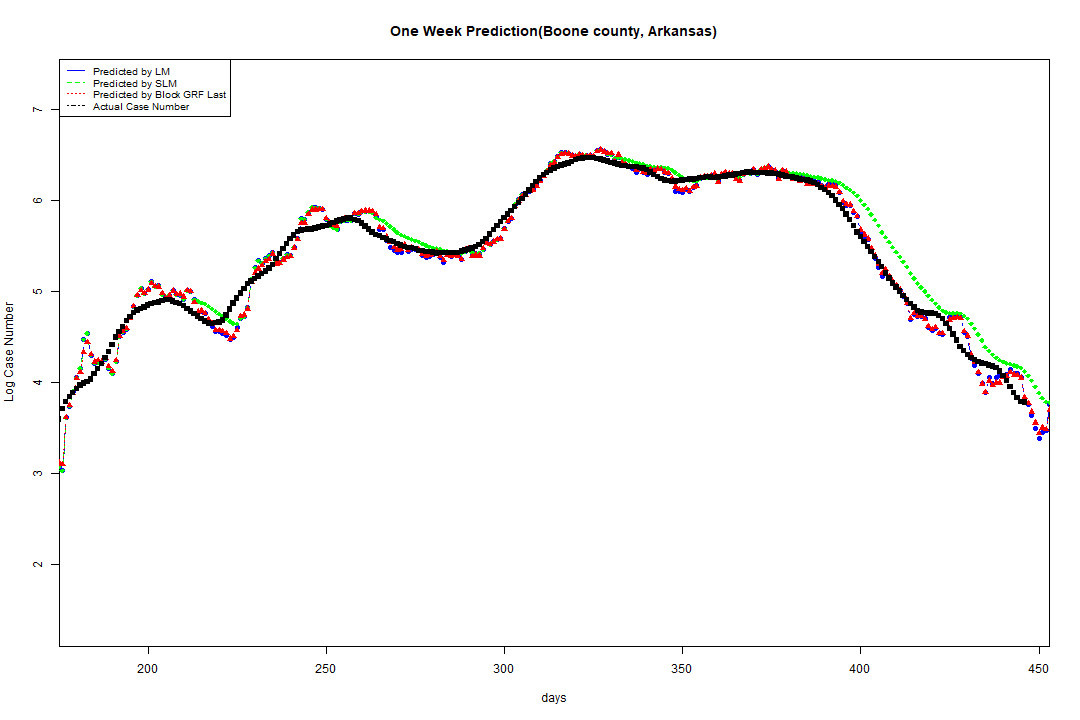 One Week Prediction(Boone county, Arkansas)
Predicted by LM
Predicted by SLM
Predicted by Block GRF Last
Actual Case Number
7
6
5
4
3
2
Log Case Number
200 250 300 350 400 450
days